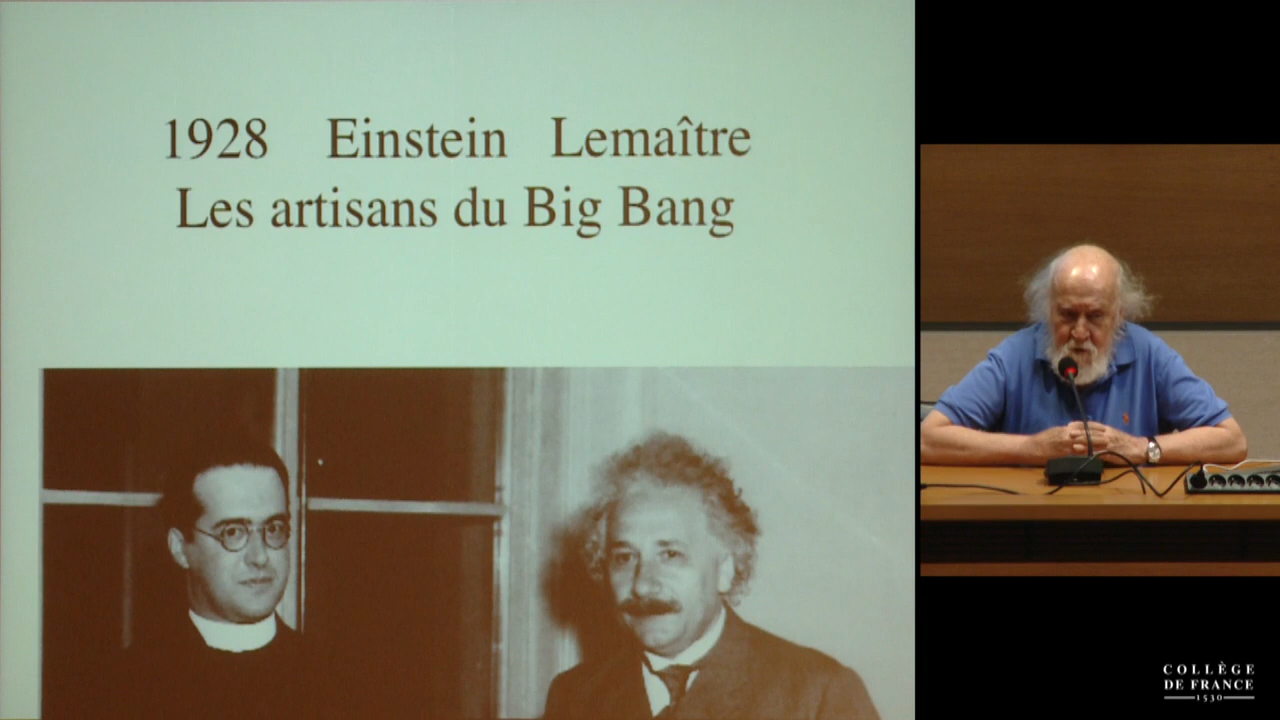 1928 Einstein Lemaître
Les artisans du Big Bang
COLLÈGE
DE FRANCE
1530